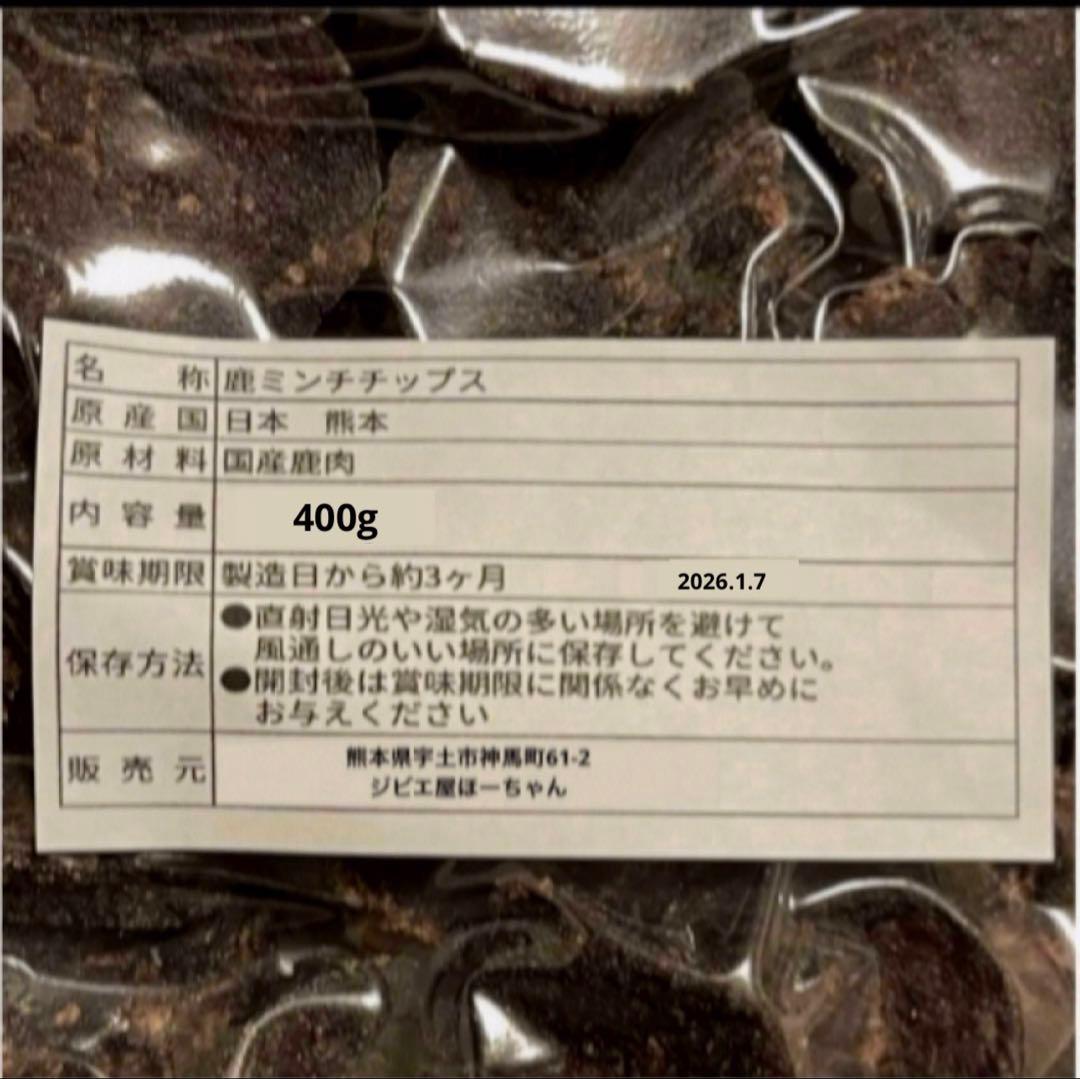 名称 鹿ミンチチップス
原産国 日本 熊本
原材料 国産鹿肉
内容量 400g
賞味期限 製造日から約3ヶ月 2026.1.7
保存方法 ●直射日光や湿気の多い場所を避けて
風通しのいい場所に保存してください。
●開封後は賞味期限に関係なくお早めに
お与えください
販売元 熊本県宇土市神馬町61-2
ジビエ屋ほーちゃん